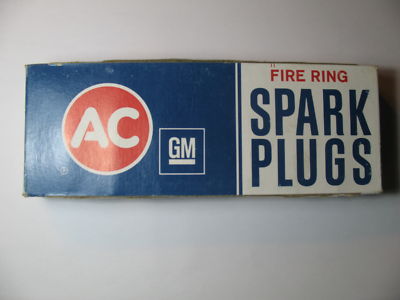 AC
®
GM
FIRE RING
SPARK
PLUGS